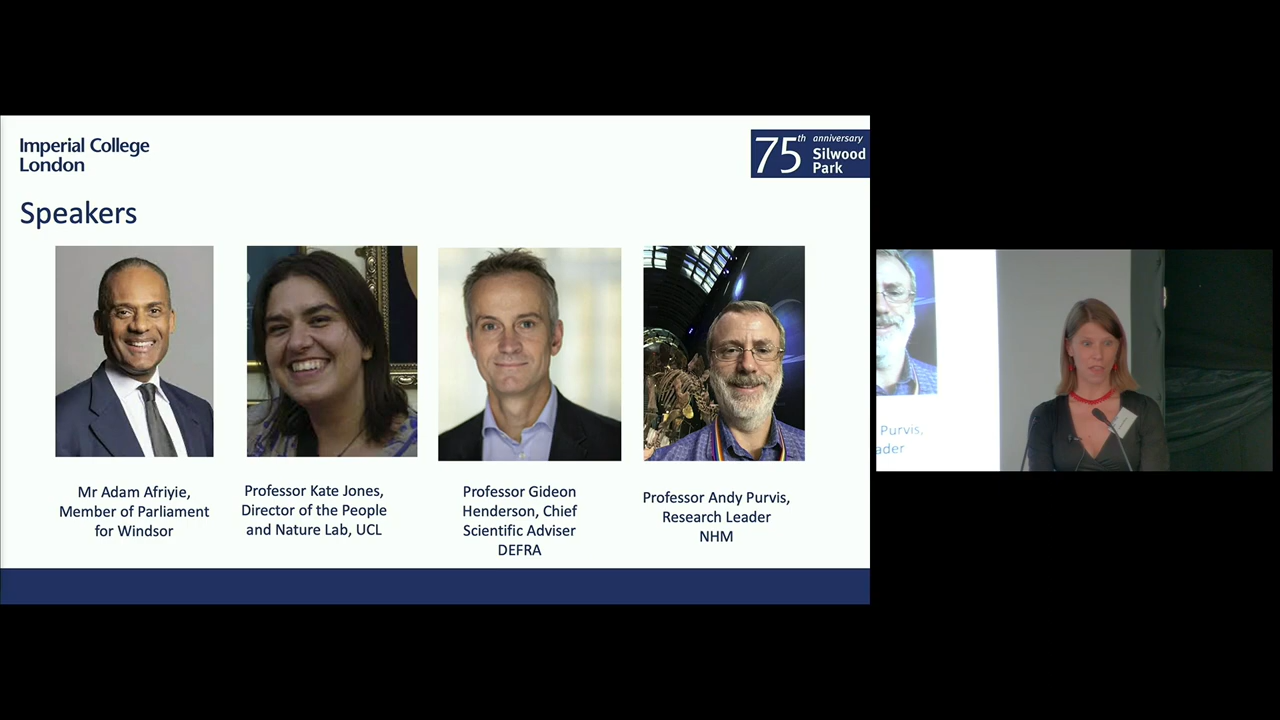 Imperial College
London
75th anniversary
Silwood
Park
Speakers
Mr Adam Afriyie,
Member of Parliament
for Windsor
Professor Kate Jones,
Director of the People
and Nature Lab, UCL
Professor Gideon
Henderson, Chief
Scientific Adviser
DEFRA
Professor Andy Purvis,
Research Leader
NHM
Purvis,
ader